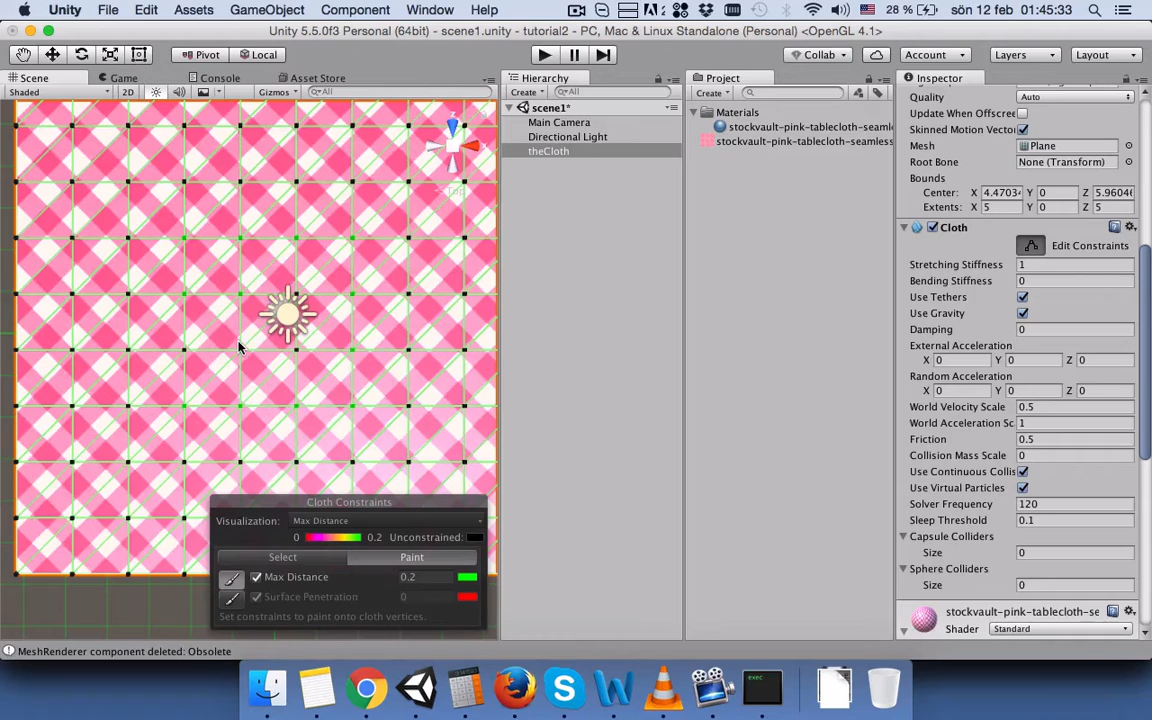 Unity File Edit Assets GameObject Component Window Help 2 28 % sön 12 feb 01:45:33
Unity 5.5.0f3 Personal (64bit) - scene1.unity - tutorial2 - PC, Mac & Linux Standalone (Personal) <OpenGL 4.1>
Pivot Local Collab Account Layers Layout
Scene Game Console Asset Store Hierarchy Project Inspector
Shaded 2D Gizmos All Create All Create
Quality Auto
Update When Offscree
Skinned Motion Vector
Mesh Plane
Root Bone None (Transform)
Bounds
Center: X 4.4703 Y 0 Z 5.9604
Extents: X 5 Y 0 Z 5
Cloth
Edit Constraints
Stretching Stiffness 1
Bending Stiffness 0
Use Tethers
Use Gravity
Damping 0
External Acceleration
X 0 Y 0 Z 0
Random Acceleration
X 0 Y 0 Z 0
World Velocity Scale 0.5
World Acceleration Sc 1
Friction 0.5
Collision Mass Scale 0
Use Continuous Collis
Use Virtual Particles
Solver Frequency 120
Sleep Threshold 0.1
Capsule Colliders
Size 0
Sphere Colliders
Size 0
stockvault-pink-tablecloth-se
Shader Standard
scene1*
Main Camera
Directional Light
theCloth
Materials
stockvault-pink-tablecloth-seaml
stockvault-pink-tablecloth-seamless
Top
Cloth Constraints
Visualization: Max Distance
0 0.2 Unconstrained:
Select Paint
Max Distance 0.2
Surface Penetration 0
Set constraints to paint onto cloth vertices.
MeshRenderer component deleted: Obsolete
exec